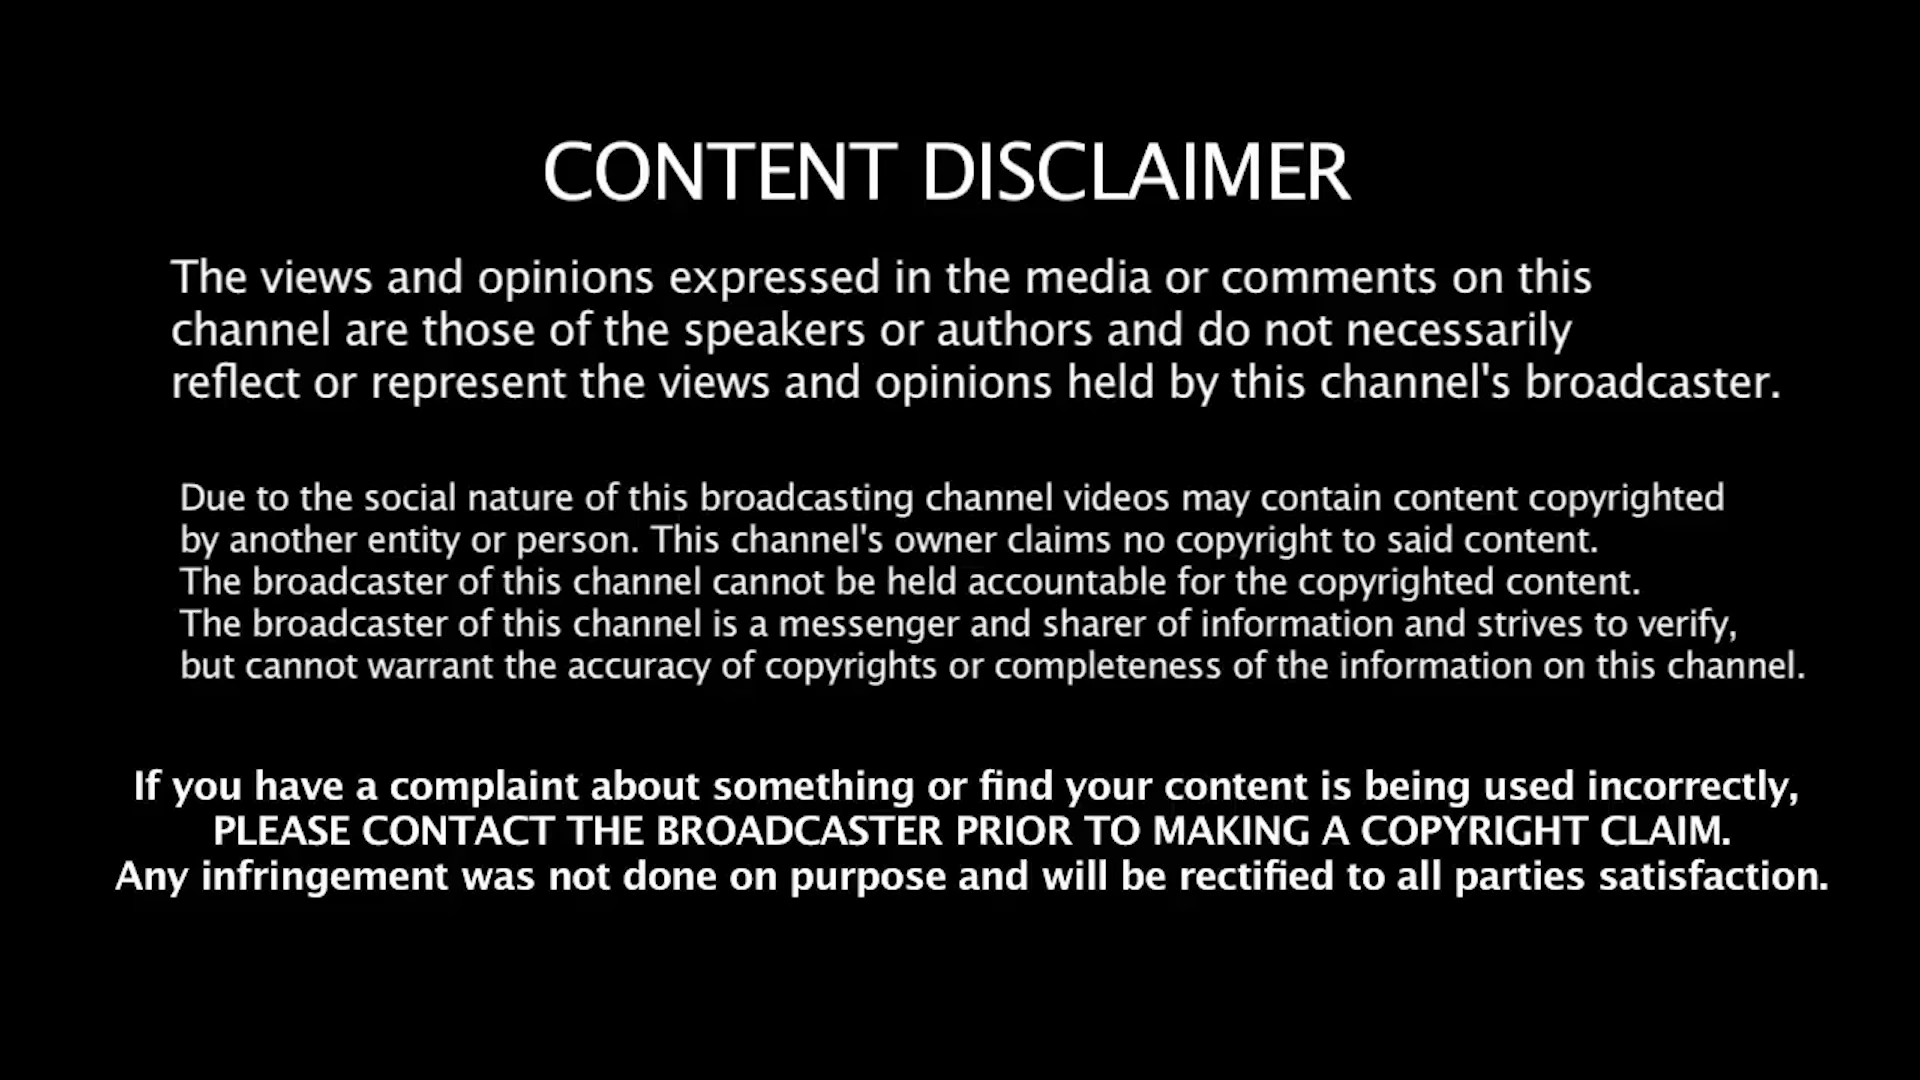 CONTENT DISCLAIMER
The views and opinions expressed in the media or comments on this
channel are those of the speakers or authors and do not necessarily
reflect or represent the views and opinions held by this channel's broadcaster.
Due to the social nature of this broadcasting channel videos may contain content copyrighted
by another entity or person. This channel's owner claims no copyright to said content.
The broadcaster of this channel cannot be held accountable for the copyrighted content.
The broadcaster of this channel is a messenger and sharer of information and strives to verify,
but cannot warrant the accuracy of copyrights or completeness of the information on this channel.
If you have a complaint about something or find your content is being used incorrectly,
PLEASE CONTACT THE BROADCASTER PRIOR TO MAKING A COPYRIGHT CLAIM.
Any infringement was not done on purpose and will be rectified to all parties satisfaction.